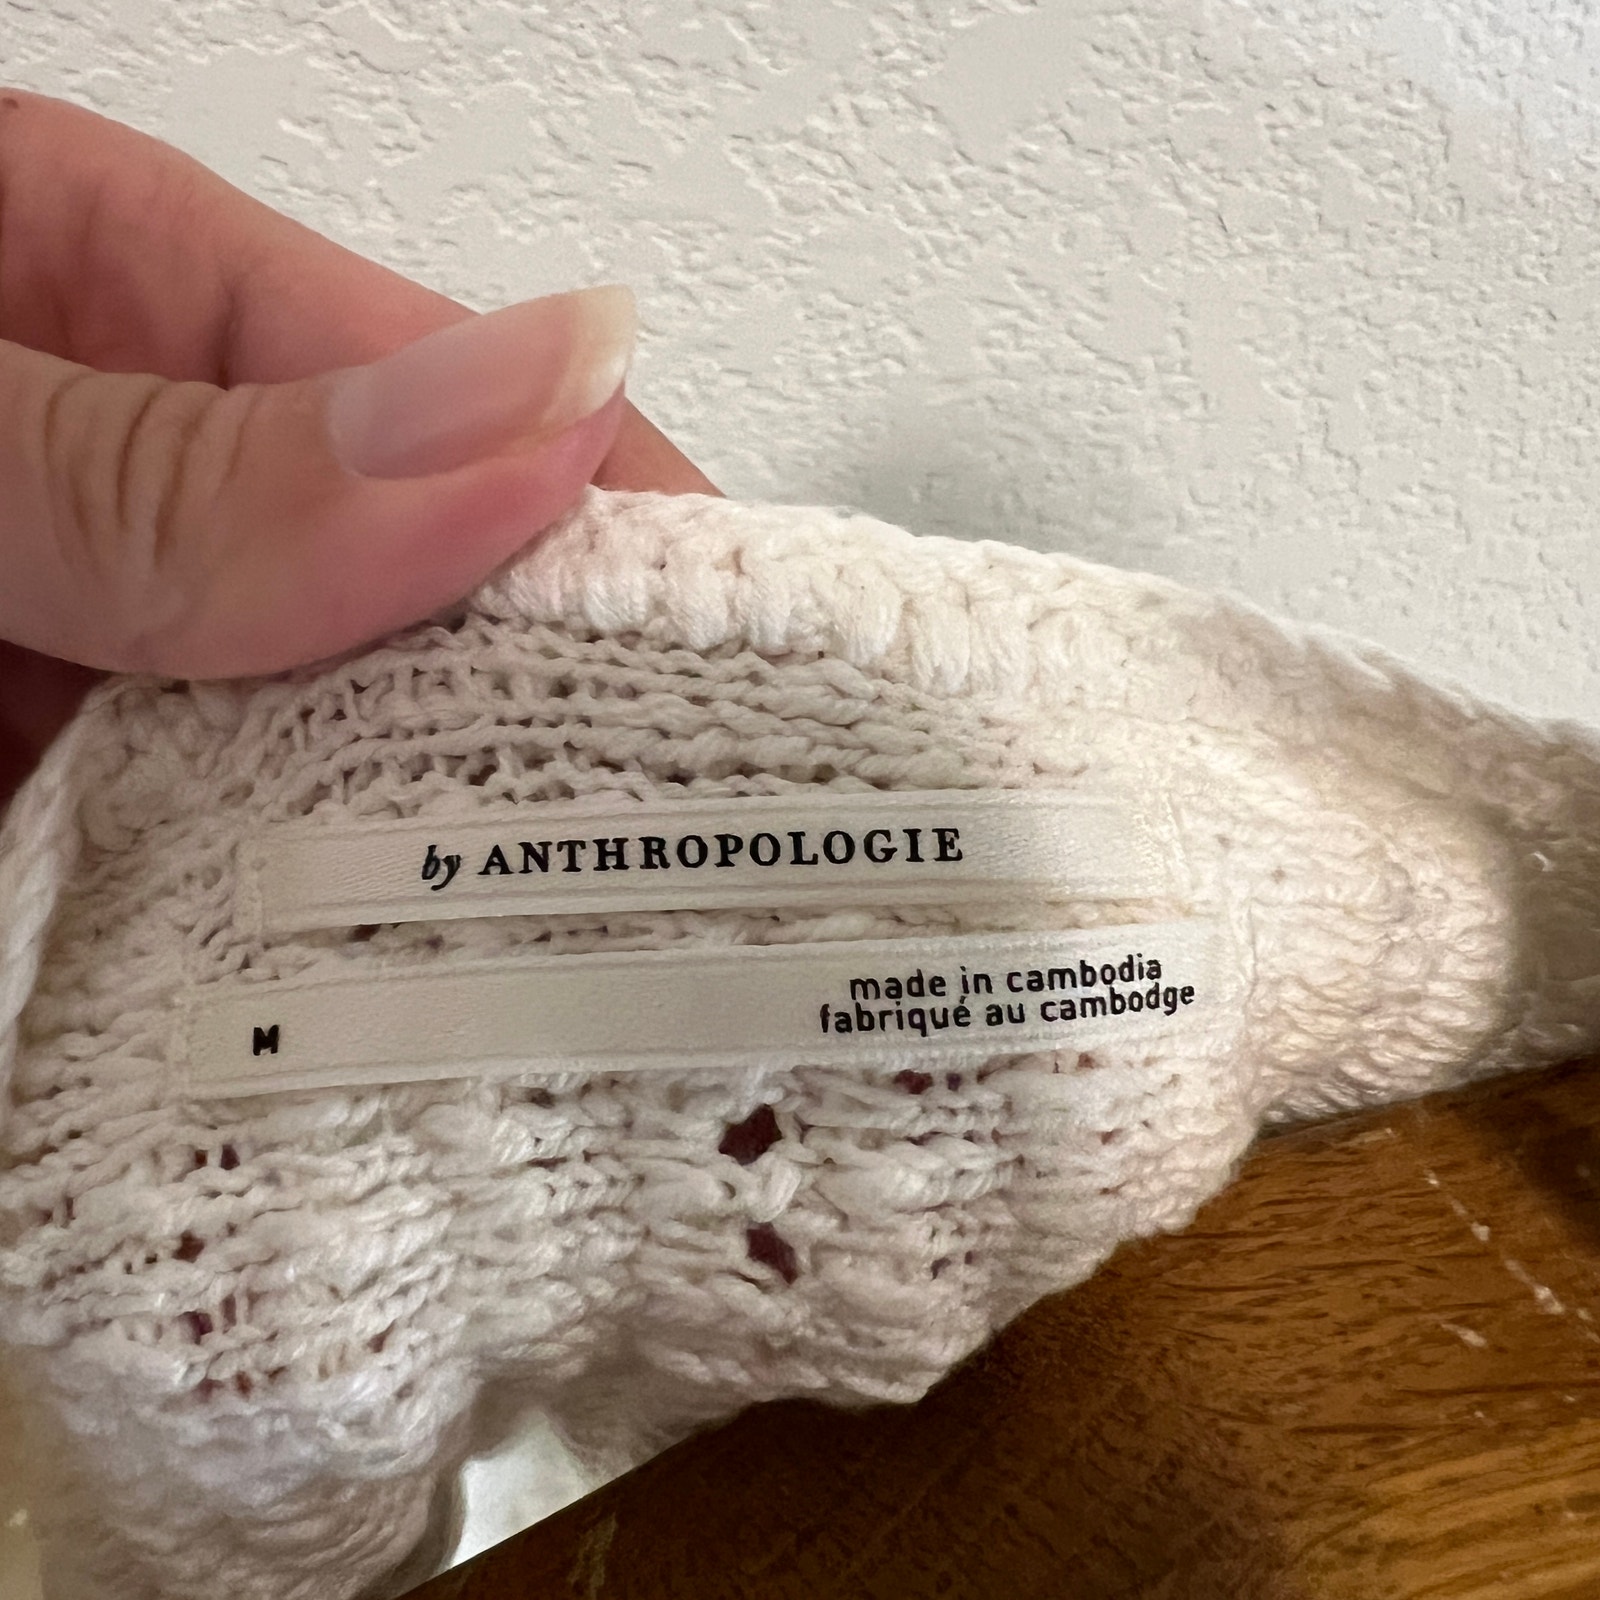 by ANTHROPOLOGIE
M
made in cambodia
fabriqué au cambodge